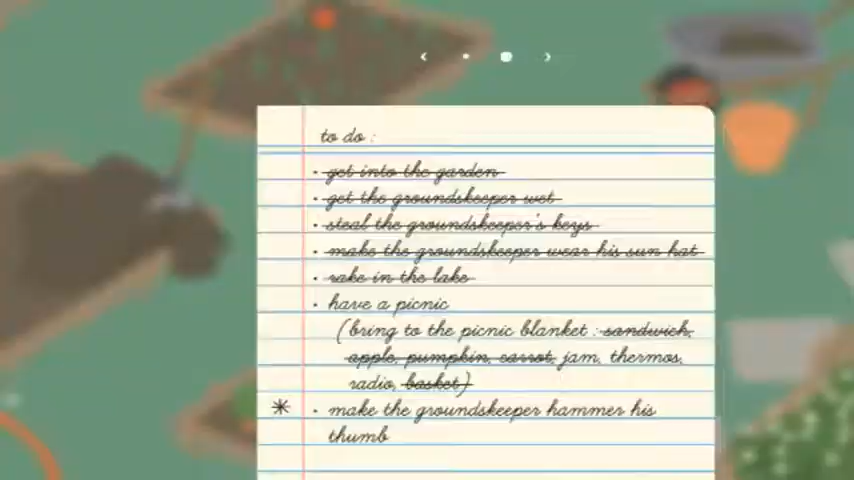 to do :
• get into the garden
• get the groundskeeper wet
• steal the groundskeeper's keys
• make the groundskeeper wear his sun hat
• rake in the lake
• have a picnic
(bring to the picnic blanket : sandwich,
apple, pumpkin, carrot, jam, thermos,
radio, basket)
• make the groundskeeper hammer his
thumb